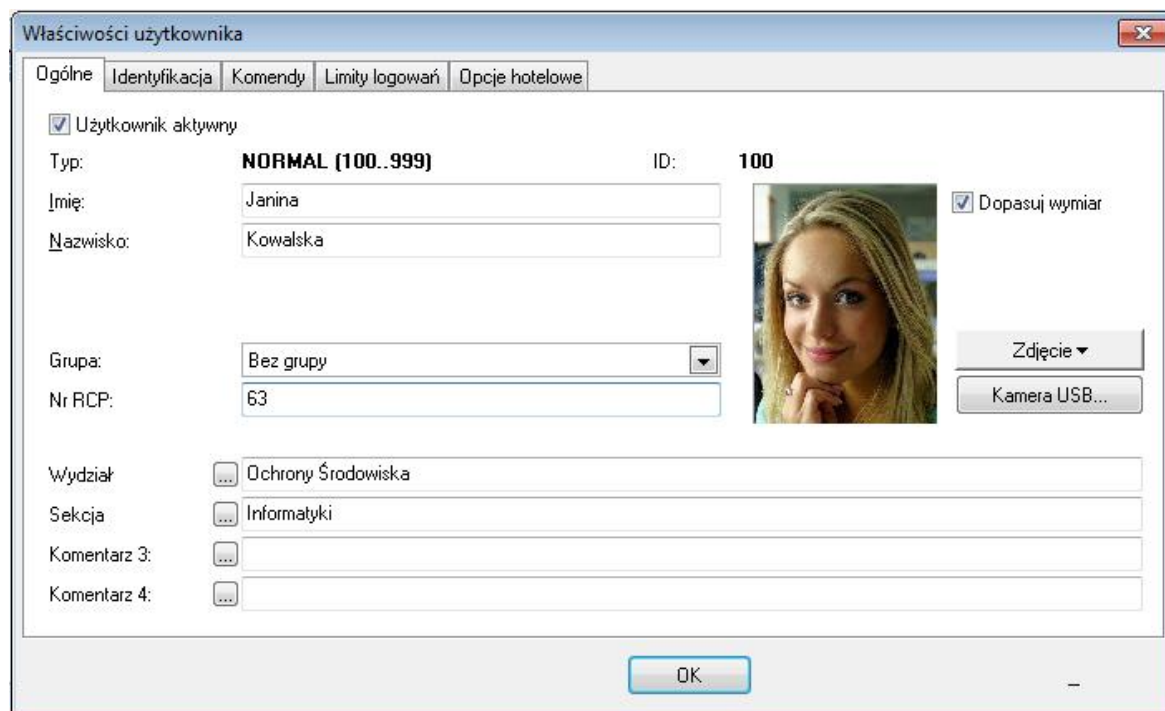 Właściwości użytkownika
Ogólne Identyfikacja Komendy Limity logowań Opcje hotelowe
Użytkownik aktywny
Typ: NORMAL (100..999) ID: 100
Imię: Janina Dopasuj wymiar
Nazwisko: Kowalska
Grupa: Bez grupy Zdjęcie
Nr RCP: 63 Kamera USB...
Wydział ... Ochrony Środowiska
Sekcja ... Informatyki
Komentarz 3: ...
Komentarz 4: ...
OK